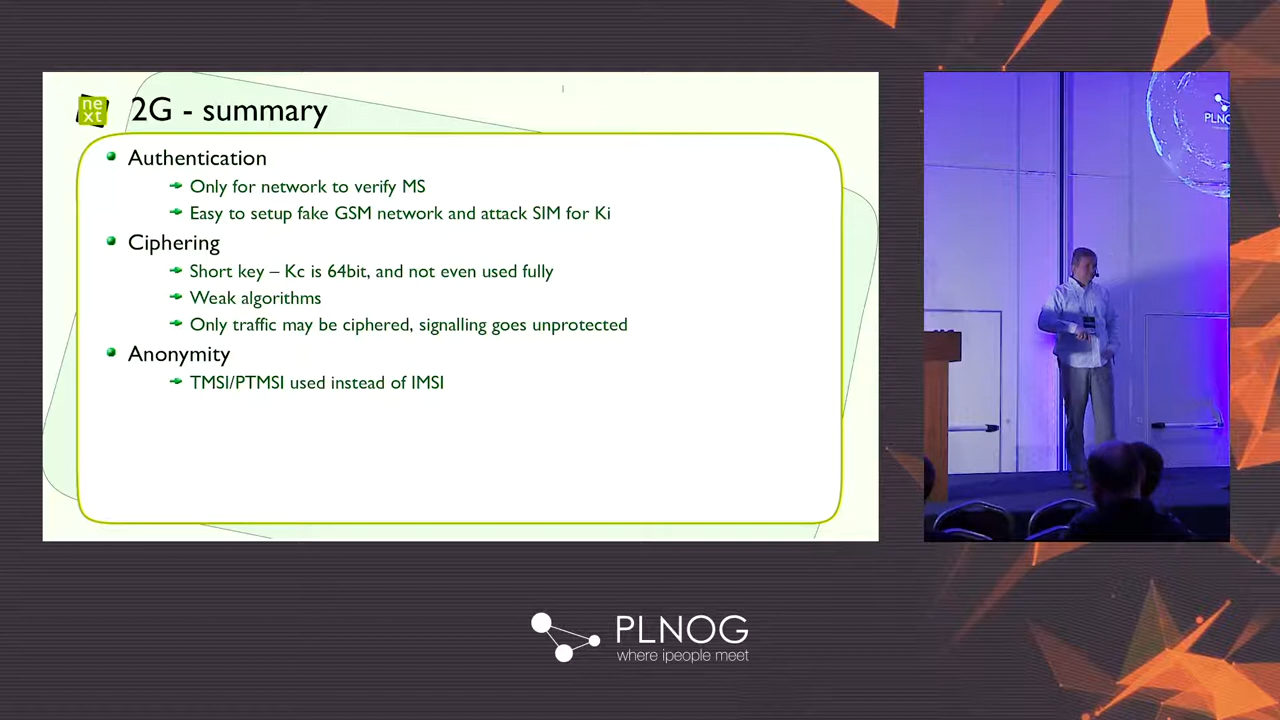 ne
xt
2G - summary
Authentication
Only for network to verify MS
Easy to setup fake GSM network and attack SIM for Ki
Ciphering
Short key – Kc is 64bit, and not even used fully
Weak algorithms
Only traffic may be ciphered, signalling goes unprotected
Anonymity
TMSI/PTMSI used instead of IMSI
PLNOG
where ipeople meet